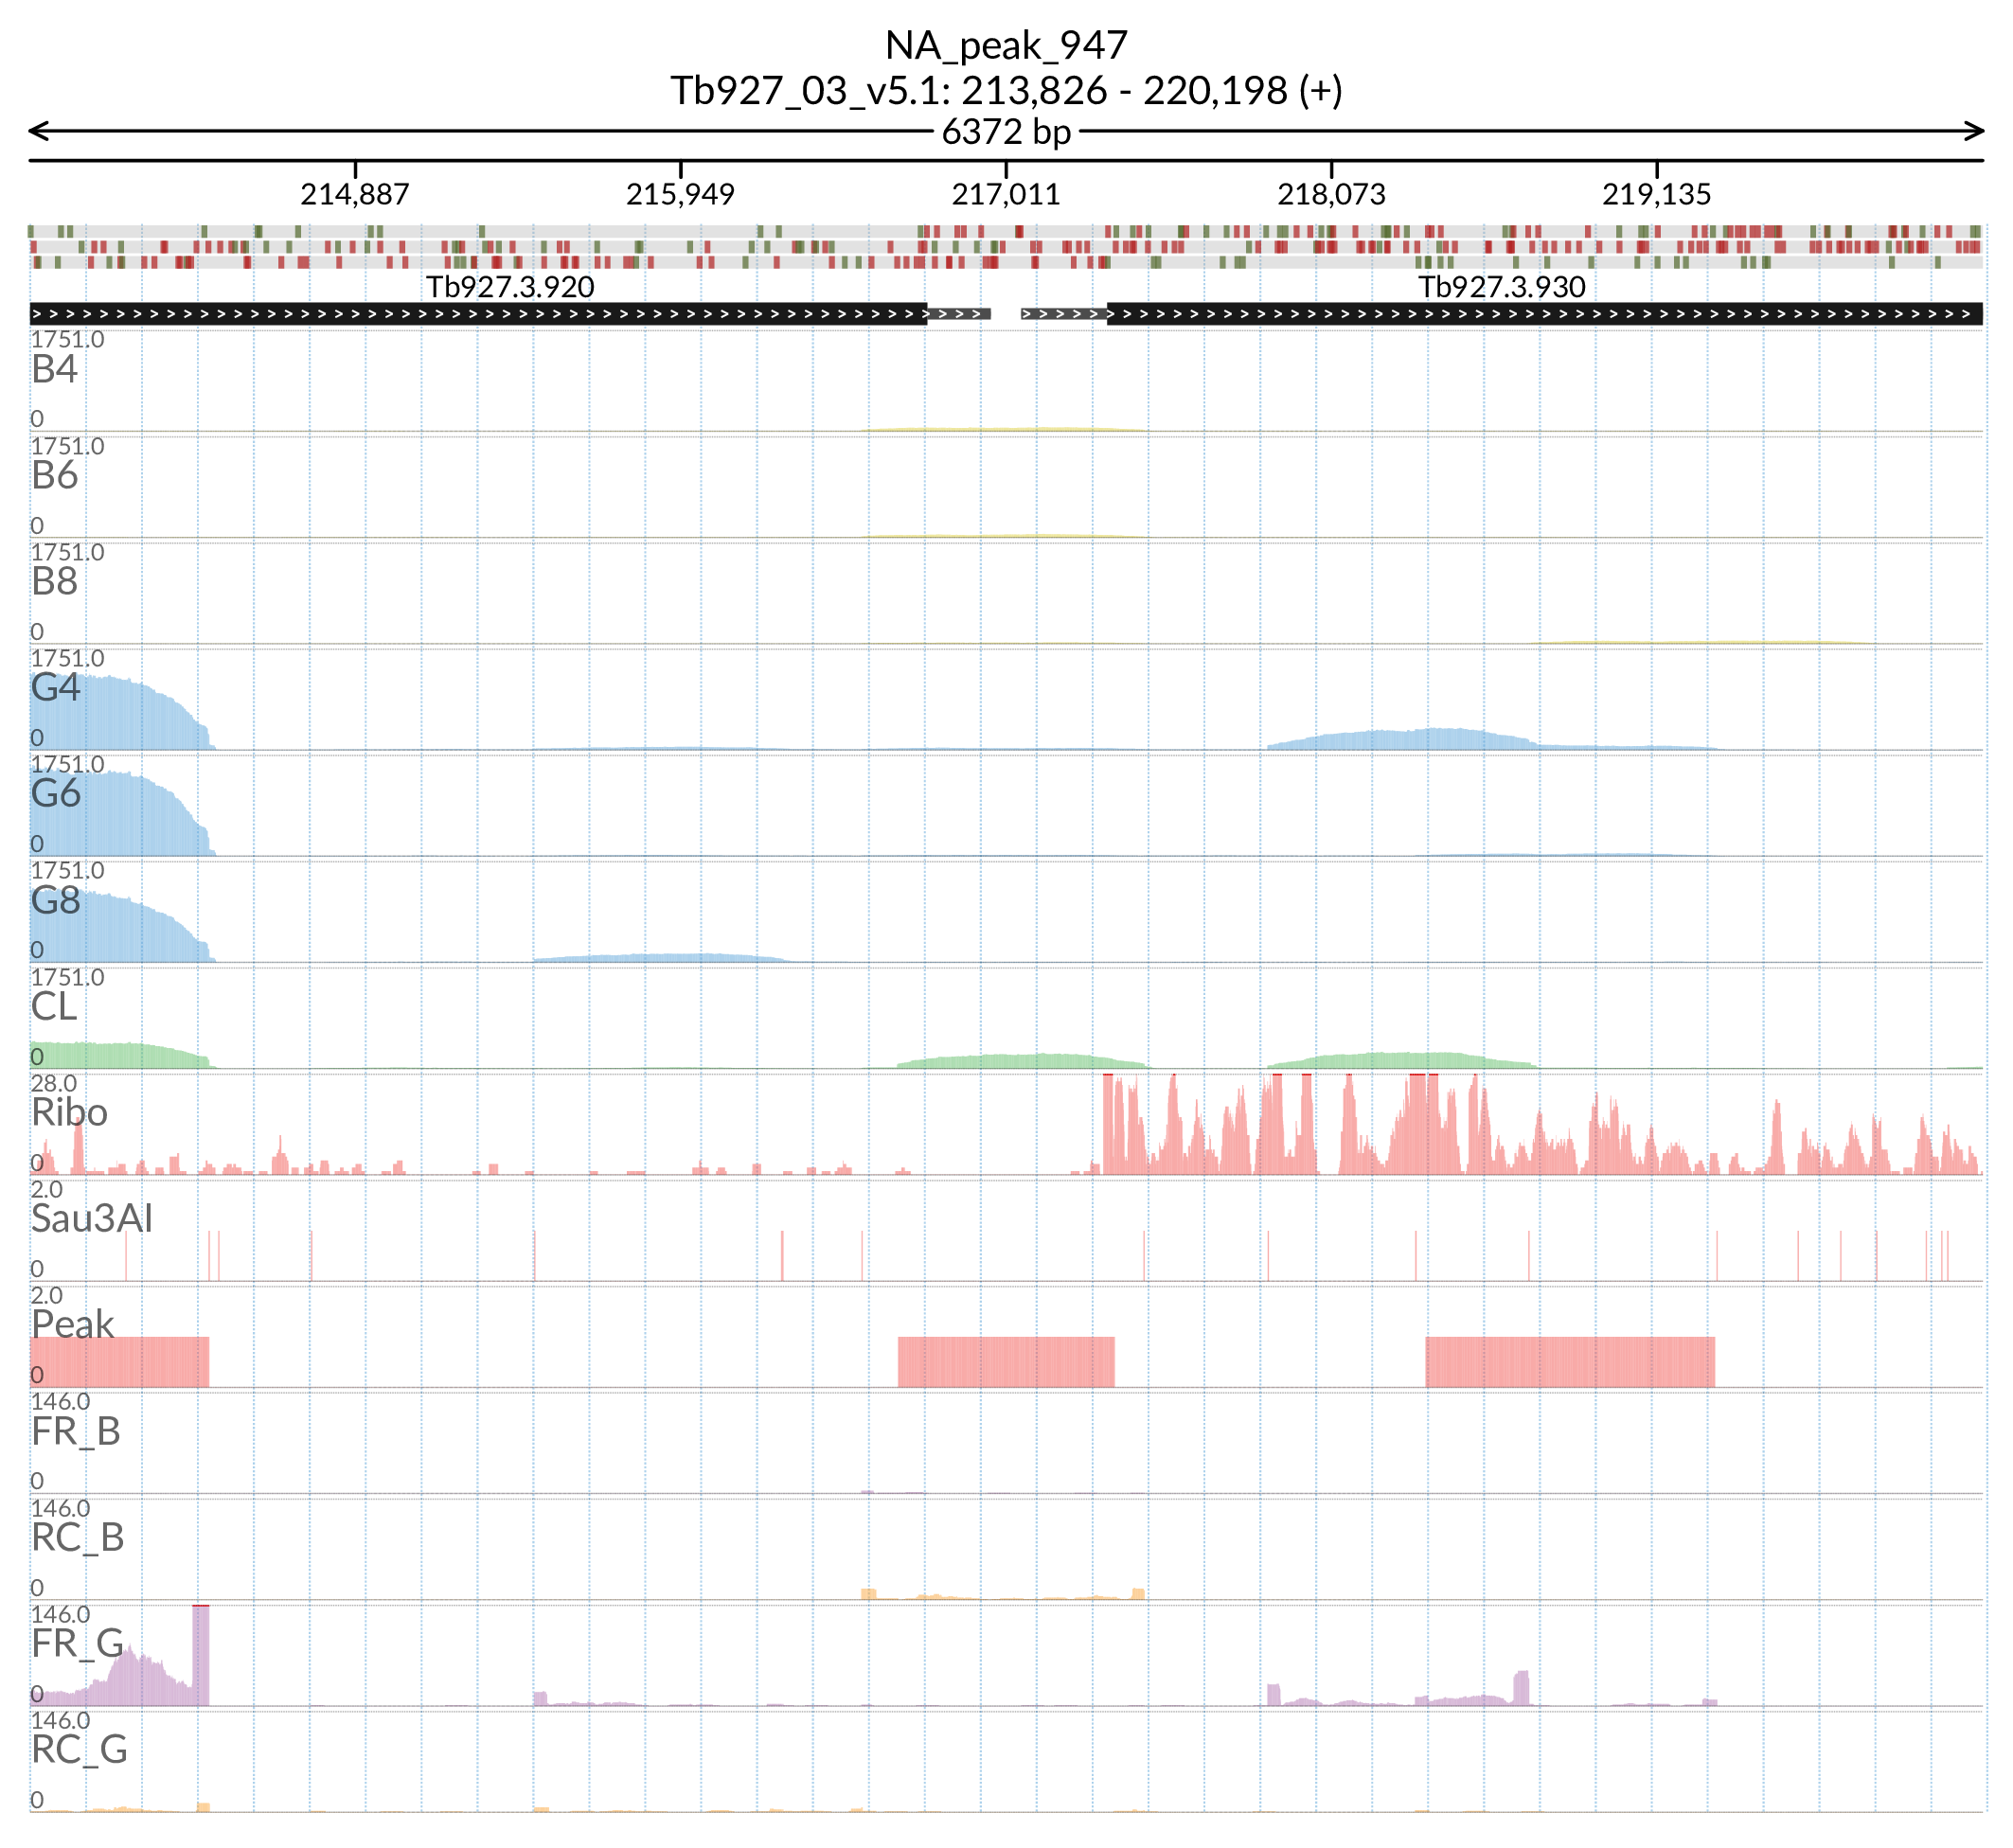 NA_peak_947
Tb927_03_v5.1: 213,826 - 220,198 (+)
6372 bp
214,887 215,949 217,011 218,073 219,135
Tb927.3.920 Tb927.3.930
1751.0
B4
0
1751.0
B6
0
1751.0
B8
0
1751.0
G4
0
1751.0
G6
0
1751.0
G8
0
1751.0
CL
0
28.0
Ribo
0
2.0
Sau3AI
0
2.0
Peak
0
146.0
FR_B
0
146.0
RC_B
0
146.0
FR_G
0
146.0
RC_G
0